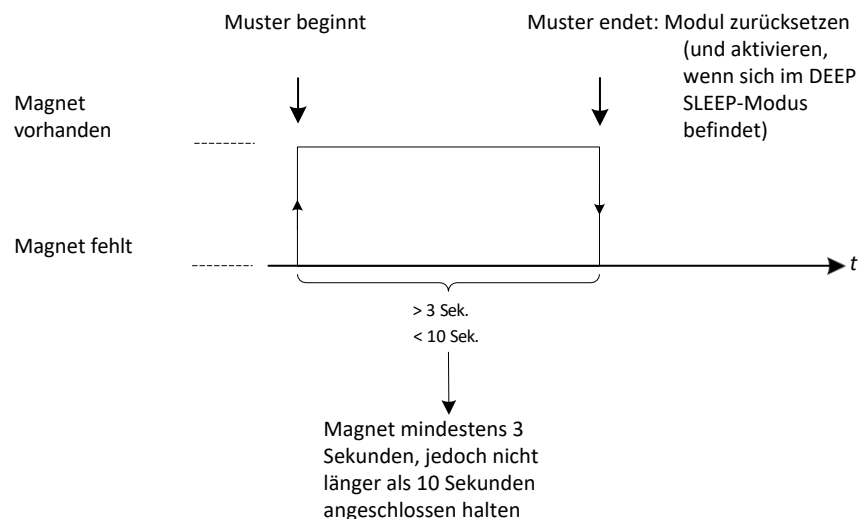 Muster beginnt
Muster endet: Modul zurücksetzen
(und aktivieren,
wenn sich im DEEP
SLEEP-Modus
befindet)
Magnet
vorhanden
Magnet fehlt
t
> 3 Sek.
< 10 Sek.
Magnet mindestens 3
Sekunden, jedoch nicht
länger als 10 Sekunden
angeschlossen halten